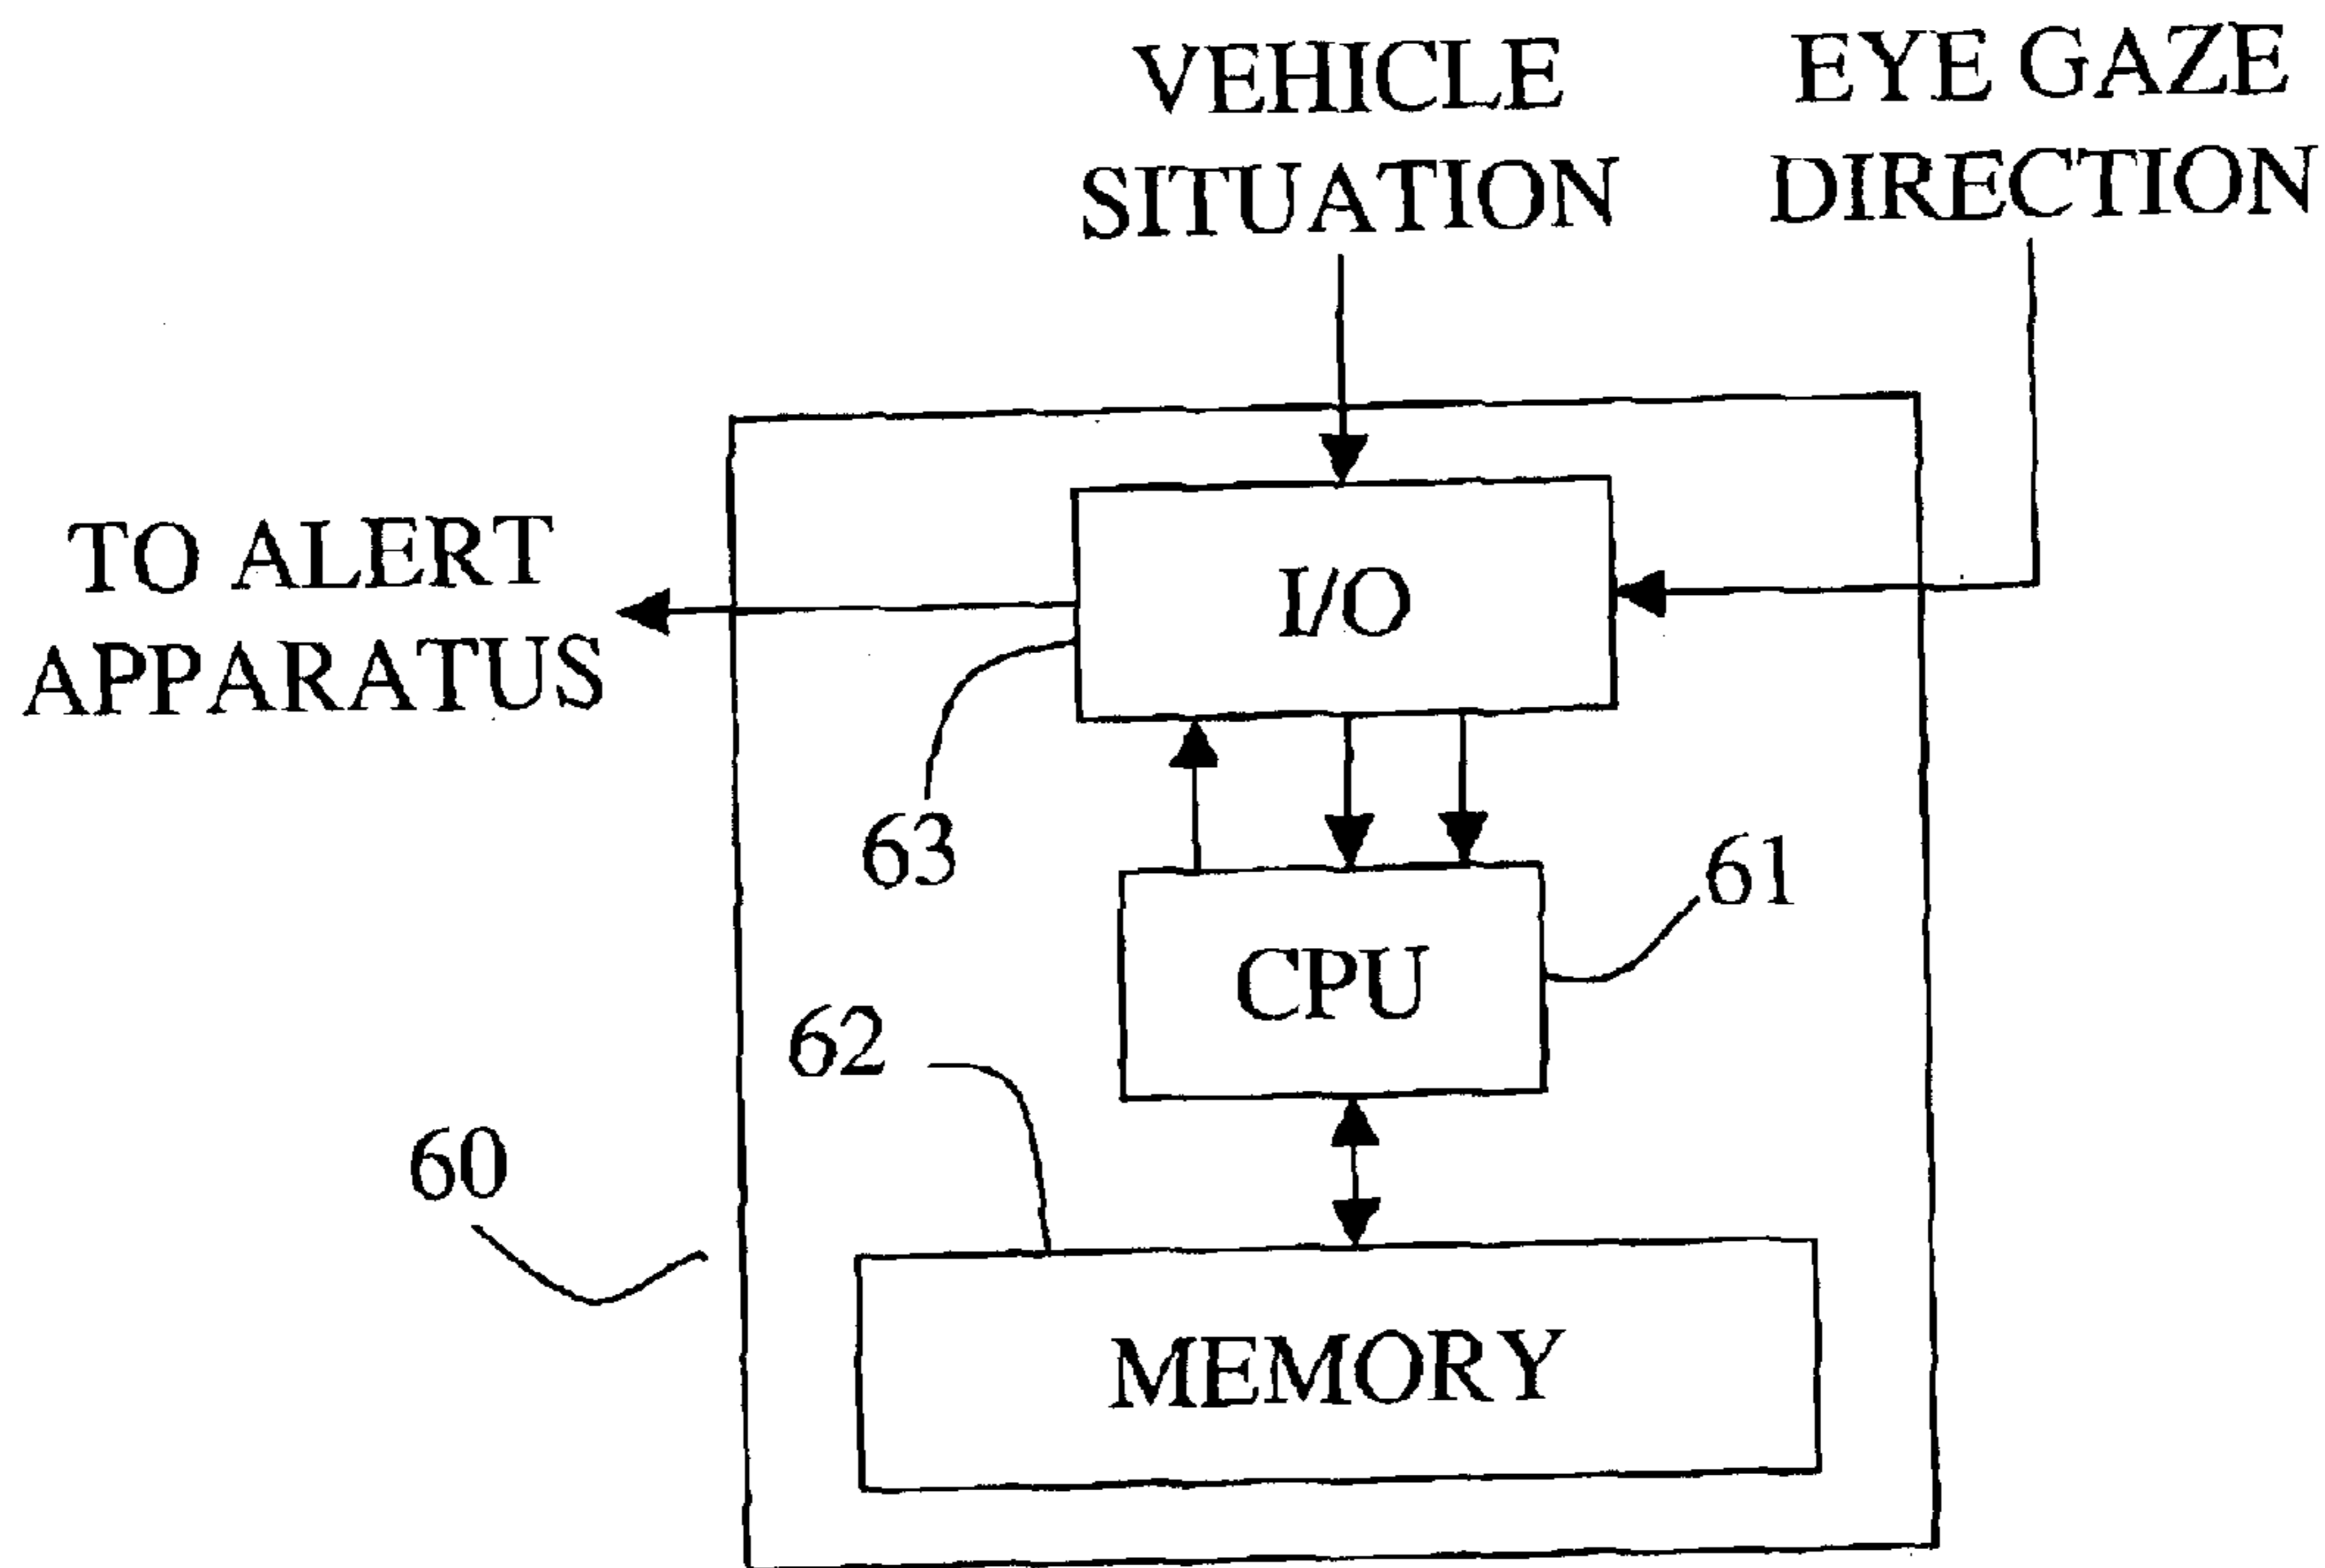 VEHICLE
SITUATION
EYE GAZE
DIRECTION
TO ALERT
APPARATUS
I/O
63
61
CPU
62
60
MEMORY